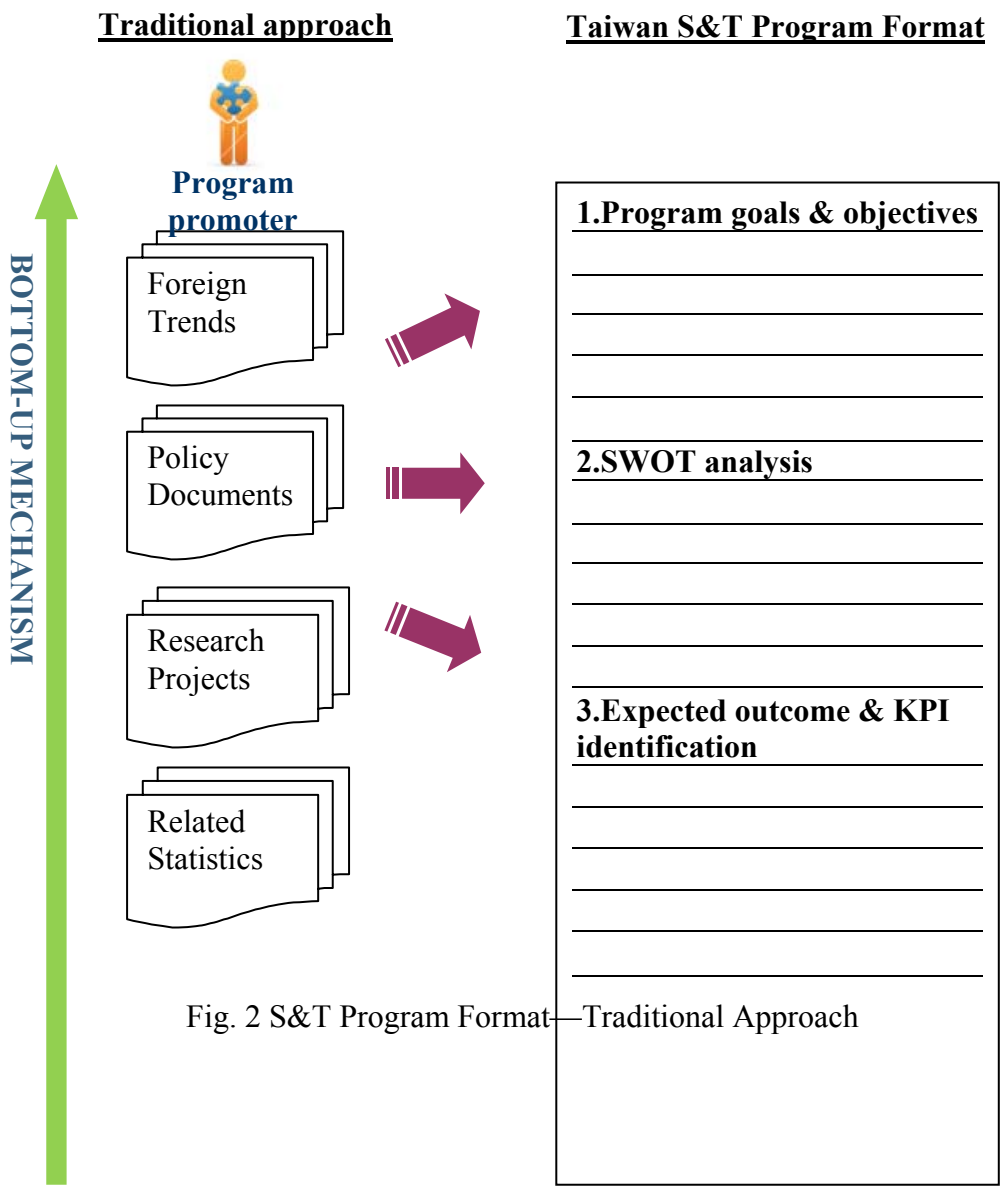 Traditional approach
Taiwan S&T Program Format
Program
promoter
BOTTOM-UP MECHANISM
Foreign
Trends
Policy
Documents
Research
Projects
Related
Statistics
1.Program goals & objectives
2.SWOT analysis
3.Expected outcome & KPI
identification
Fig. 2 S&T Program Format—Traditional Approach